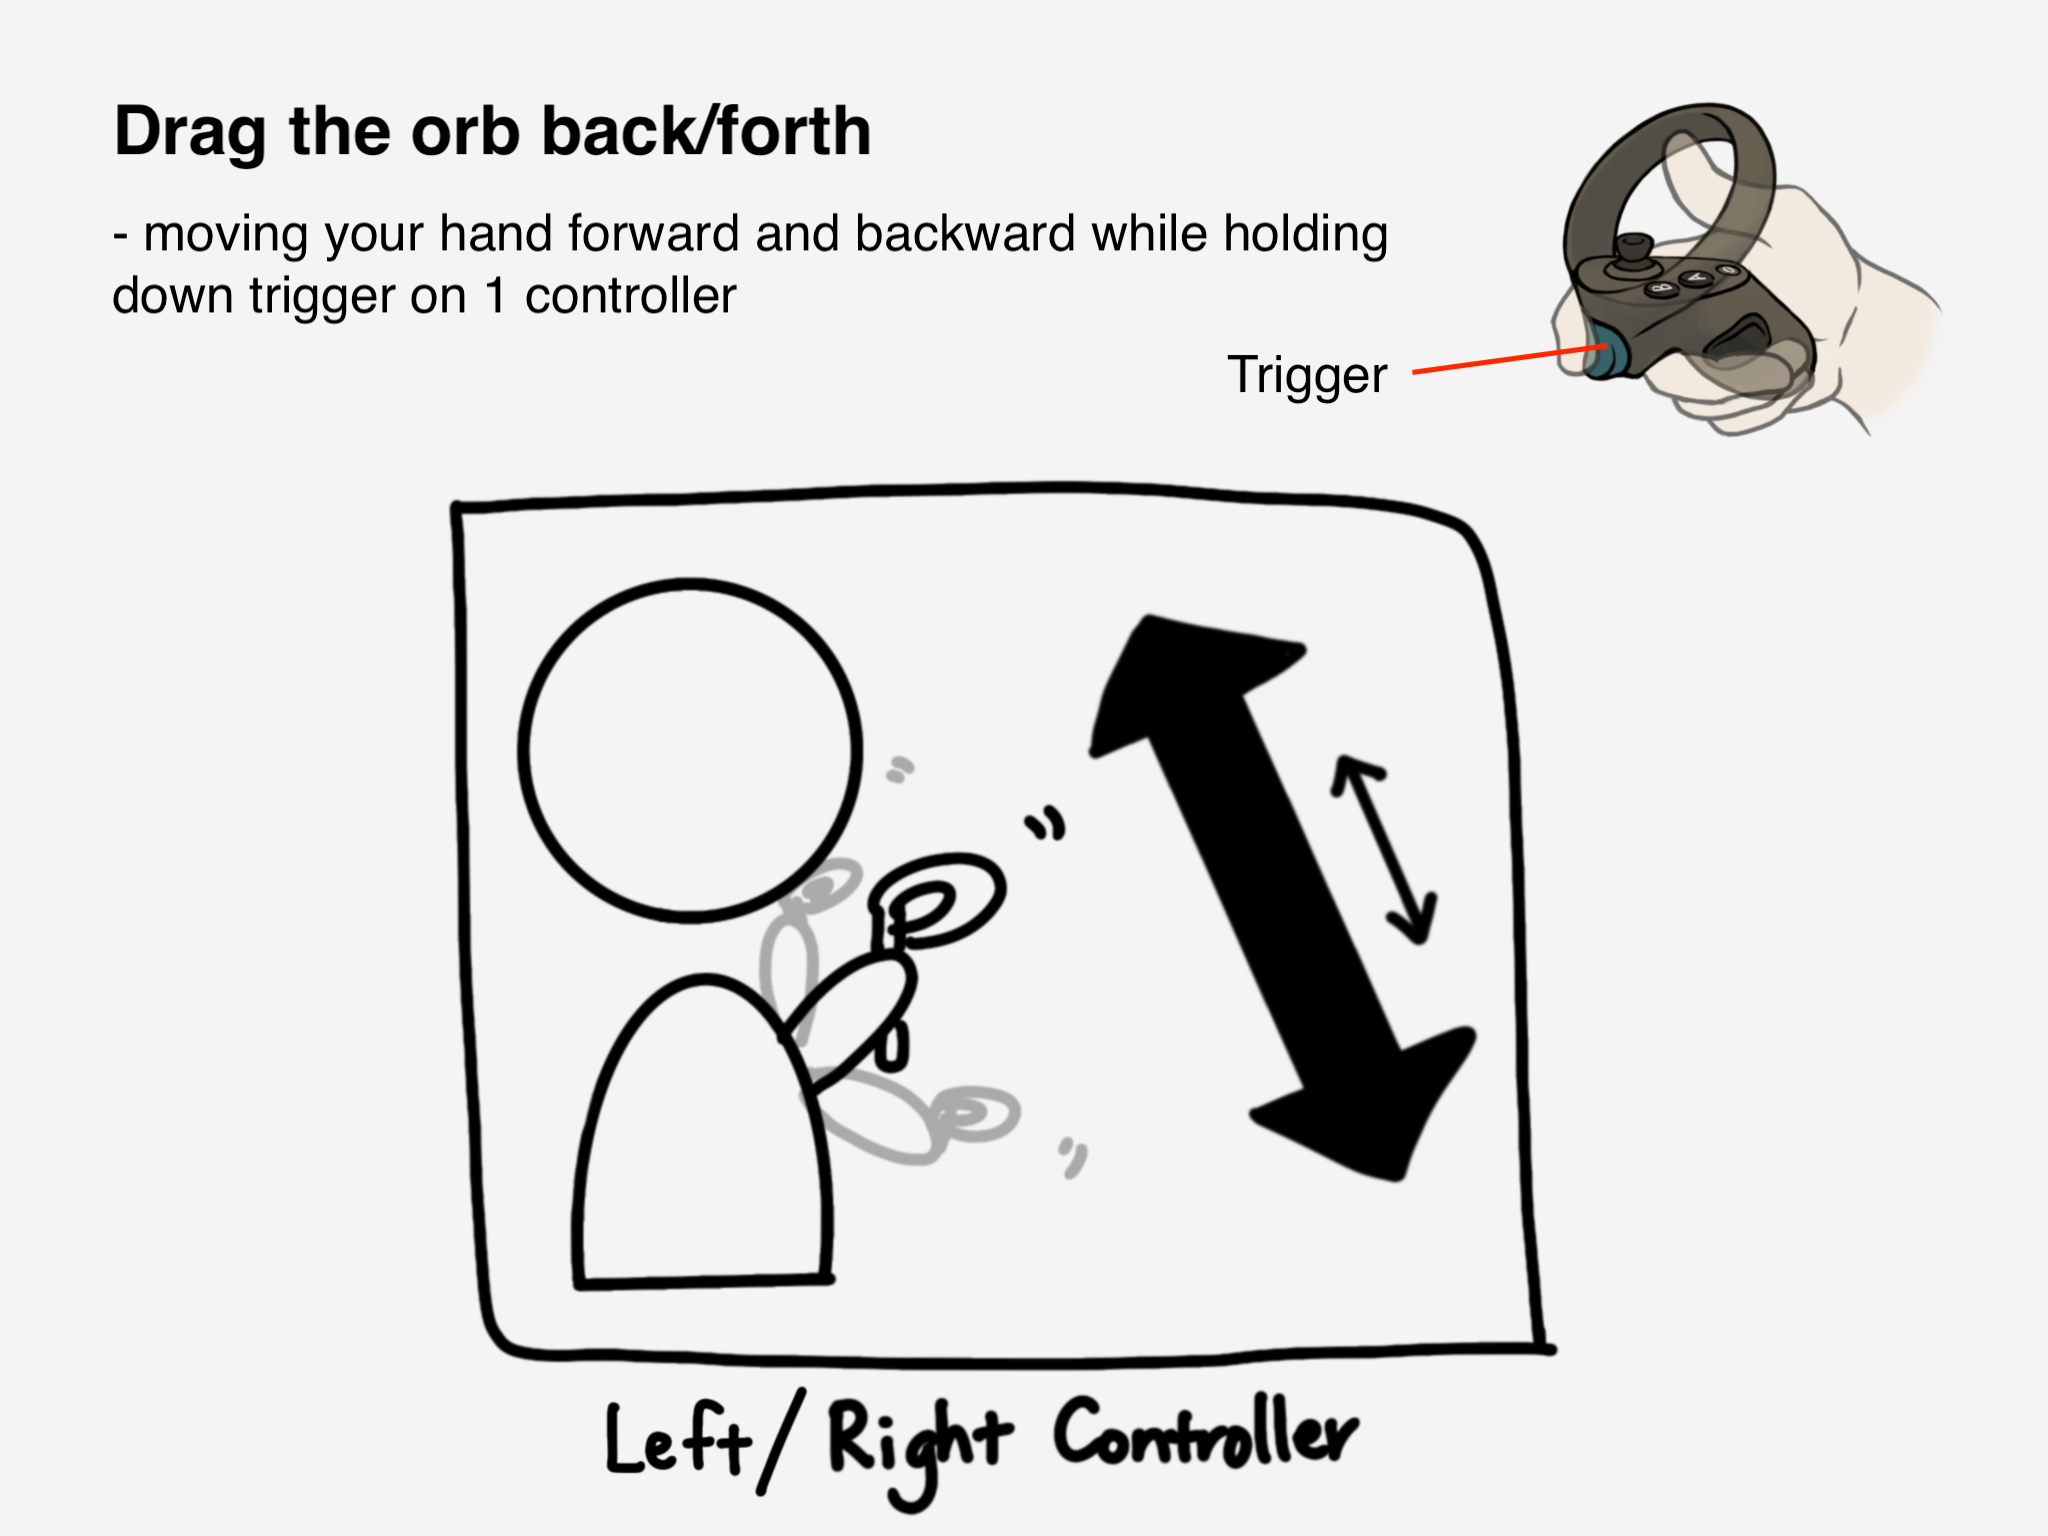 Drag the orb back/forth
- moving your hand forward and backward while holding
down trigger on 1 controller
B A O
Trigger
Left/Right Controller